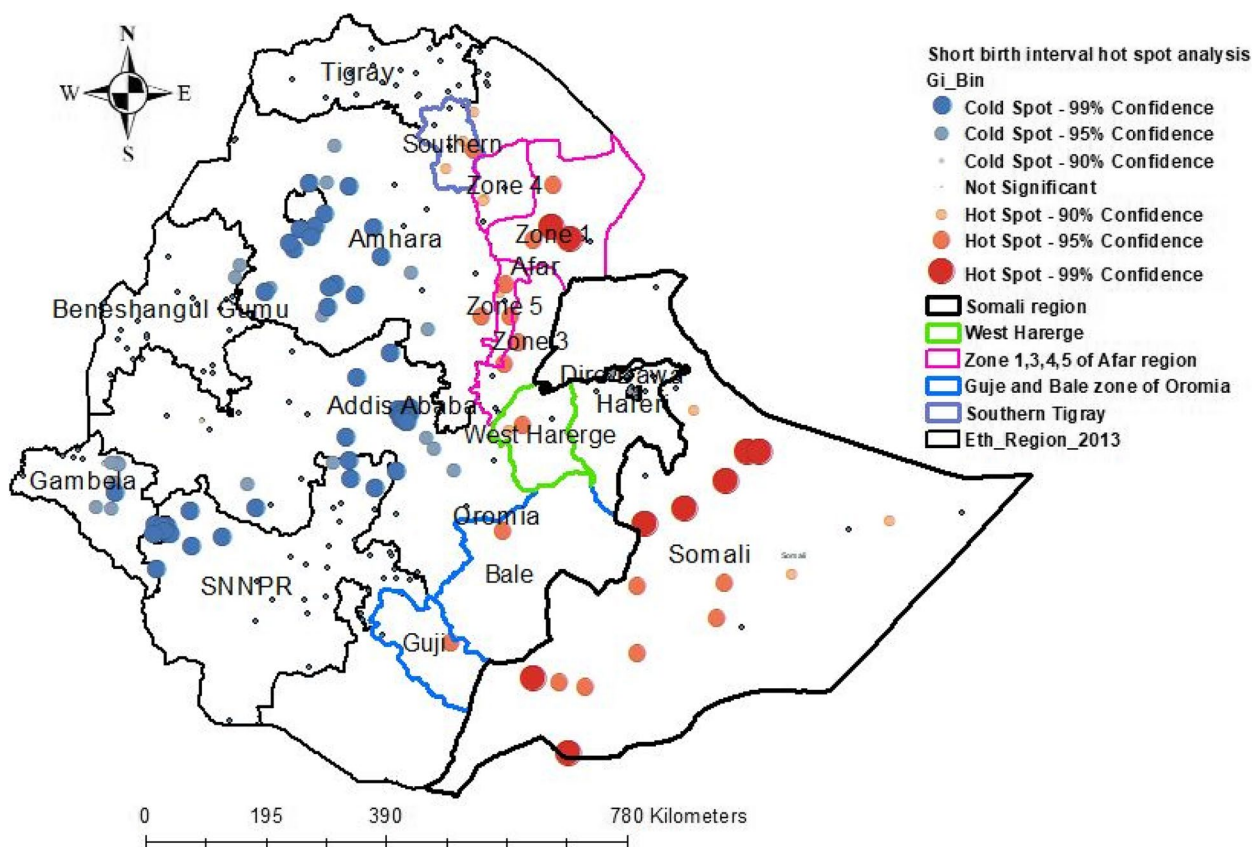 N
W E
S
Short birth interval hot spot analysis
Gi_Bin
Cold Spot - 99% Confidence
Cold Spot - 95% Confidence
Cold Spot - 90% Confidence
Not Significant
Hot Spot - 90% Confidence
Hot Spot - 95% Confidence
Hot Spot - 99% Confidence
Somali region
West Harerge
Zone 1,3,4,5 of Afar region
Guje and Bale zone of Oromia
Southern Tigray
Eth_Region_2013
Tigray
Southern
Zone 4
Amhara
Zone 1
Afar
Beneshangul Gumu
Zone 5
Zone 3
Addis Ababa
West Harerge
Gambela
Oromia
Somali
Somali
Bale
SNNPR
Guji
0 195 390 780 Kilometers